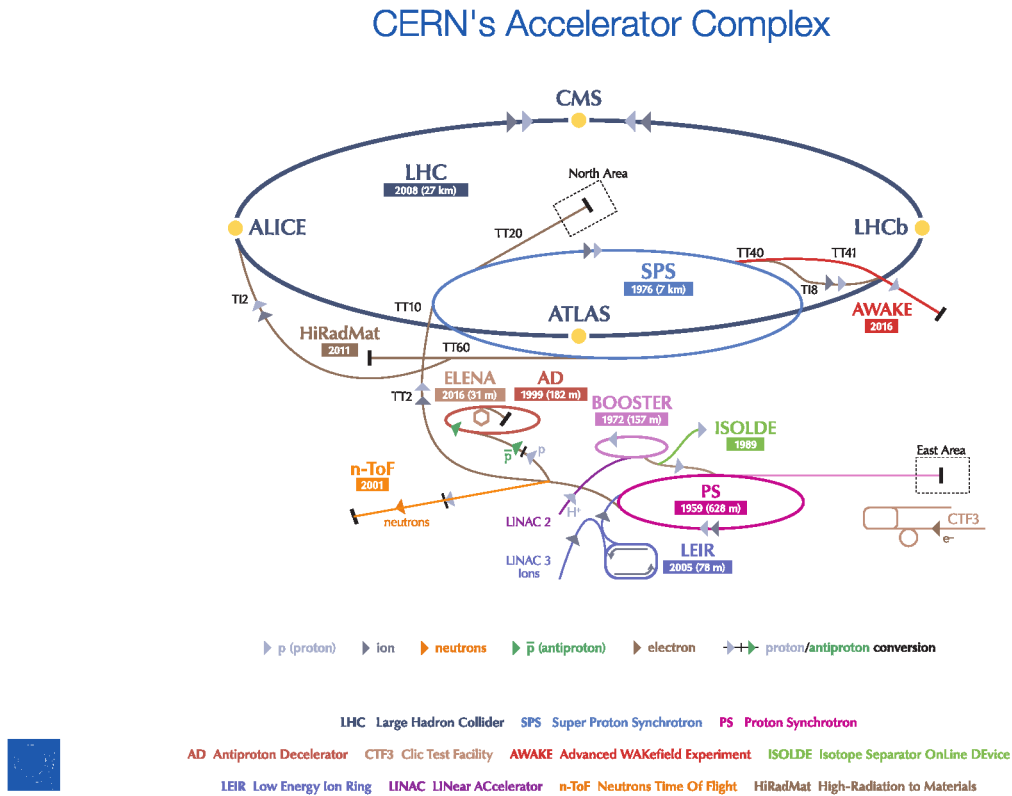 CERN's Accelerator Complex
CMS
LHC
2008 (27 km)
North Area
ALICE
LHCb
TT20
TT40
TT41
SPS
1976 (7 km)
TI8
TI2
TT10
ATLAS
AWAKE
2016
HiRadMat
2011
TT60
ELENA
2016 (31 m)
AD
1999 (182 m)
TT2
BOOSTER
1972 (157 m)
ISOLDE
1989
p
p̅
East Area
n-ToF
2001
PS
1959 (628 m)
neutrons
LINAC 2
H⁺
CTF3
e⁻
LEIR
2005 (78 m)
LINAC 3
Ions
p (proton) ion neutrons p̅ (antiproton) electron proton/antiproton conversion
LHC Large Hadron Collider SPS Super Proton Synchrotron PS Proton Synchrotron
AD Antiproton Decelerator CTF3 Clic Test Facility AWAKE Advanced WAKefield Experiment ISOLDE Isotope Separator OnLine DEvice
LEIR Low Energy Ion Ring LINAC LINear ACcelerator n-ToF Neutrons Time Of Flight HiRadMat High-Radiation to Materials